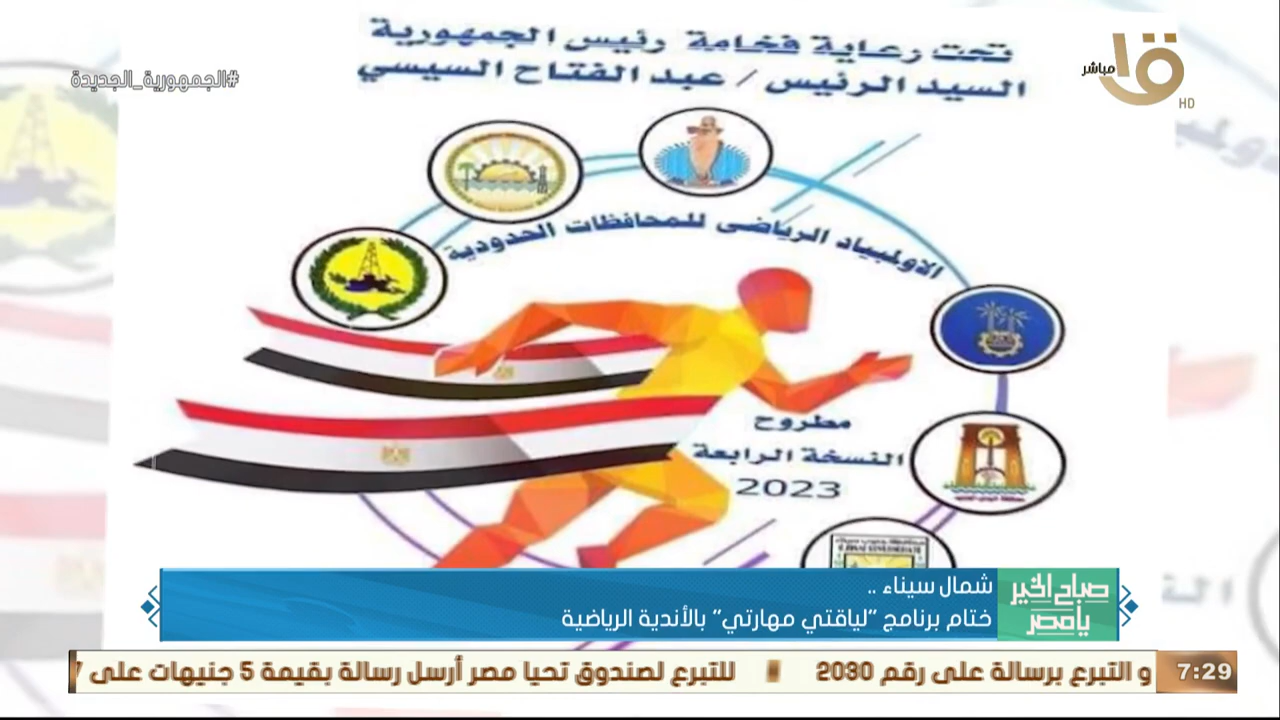 #الجمهورية_الجديدة
مباشر
HD
تحت رعاية فخامة رئيس الجمهورية
السيد الرئيس / عبد الفتاح السيسي
الاولمبياد الرياضى للمحافظات الحدودية
مطروح
النسخة الرابعة
2023
صباح الخير
يا مصر
شمال سيناء ..
ختام برنامج "لياقتي مهارتي" بالأندية الرياضية
7:29
و التبرع برسالة على رقم 2030
للتبرع لصندوق تحيا مصر أرسل رسالة بقيمة 5 جنيهات على